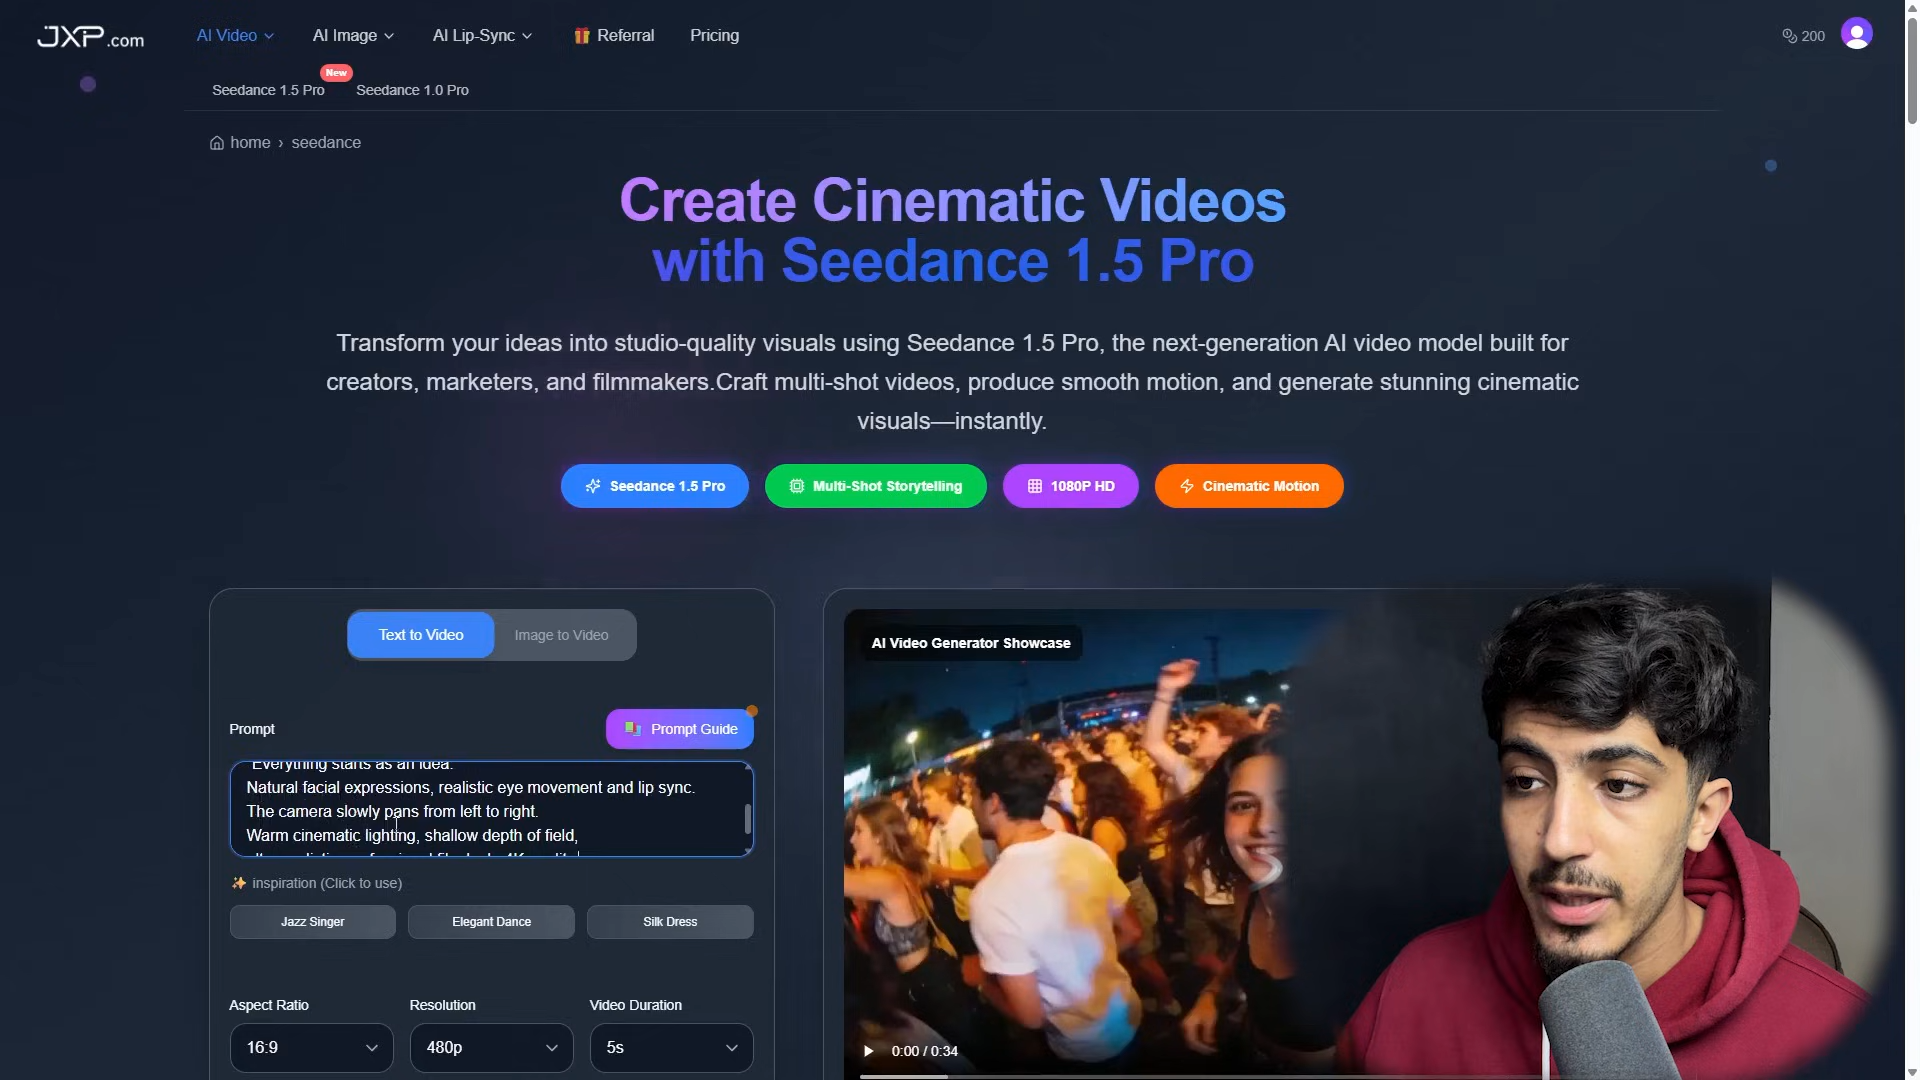 JXP.com
AI Video
AI Image
AI Lip-Sync
Referral
Pricing
200
New
Seedance 1.5 Pro
Seedance 1.0 Pro
home › seedance
Create Cinematic Videos
with Seedance 1.5 Pro
Transform your ideas into studio-quality visuals using Seedance 1.5 Pro, the next-generation AI video model built for
creators, marketers, and filmmakers.Craft multi-shot videos, produce smooth motion, and generate stunning cinematic
visuals—instantly.
Seedance 1.5 Pro
Multi-Shot Storytelling
1080P HD
Cinematic Motion
Text to Video
Image to Video
Prompt
Prompt Guide
Everything starts as an idea.
Natural facial expressions, realistic eye movement and lip sync.
The camera slowly pans from left to right.
Warm cinematic lighting, shallow depth of field,
inspiration (Click to use)
Jazz Singer
Elegant Dance
Silk Dress
Aspect Ratio
Resolution
Video Duration
16:9
480p
5s
AI Video Generator Showcase
0:00 / 0:34